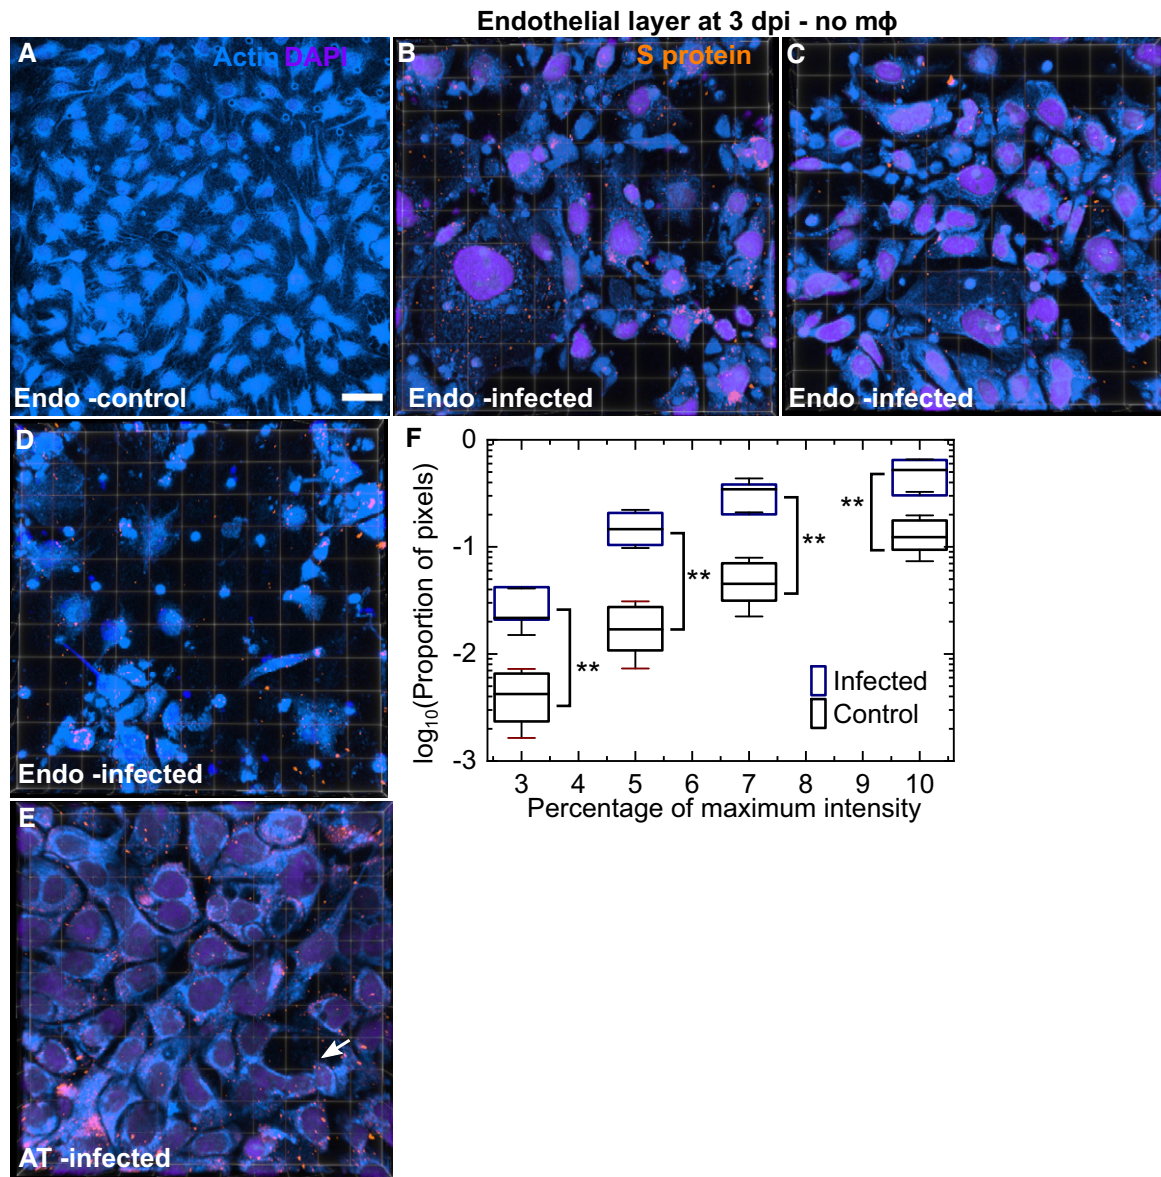 Endothelial layer at 3 dpi - no mϕ
A
Actin DAPI
Endo -control
B
S protein
Endo -infected
C
Endo -infected
D
Endo -infected
E
AT -infected
F
log10(Proportion of pixels)
0
-1
-2
-3
**
**
**
**
Infected
Control
3 4 5 6 7 8 9 10
Percentage of maximum intensity